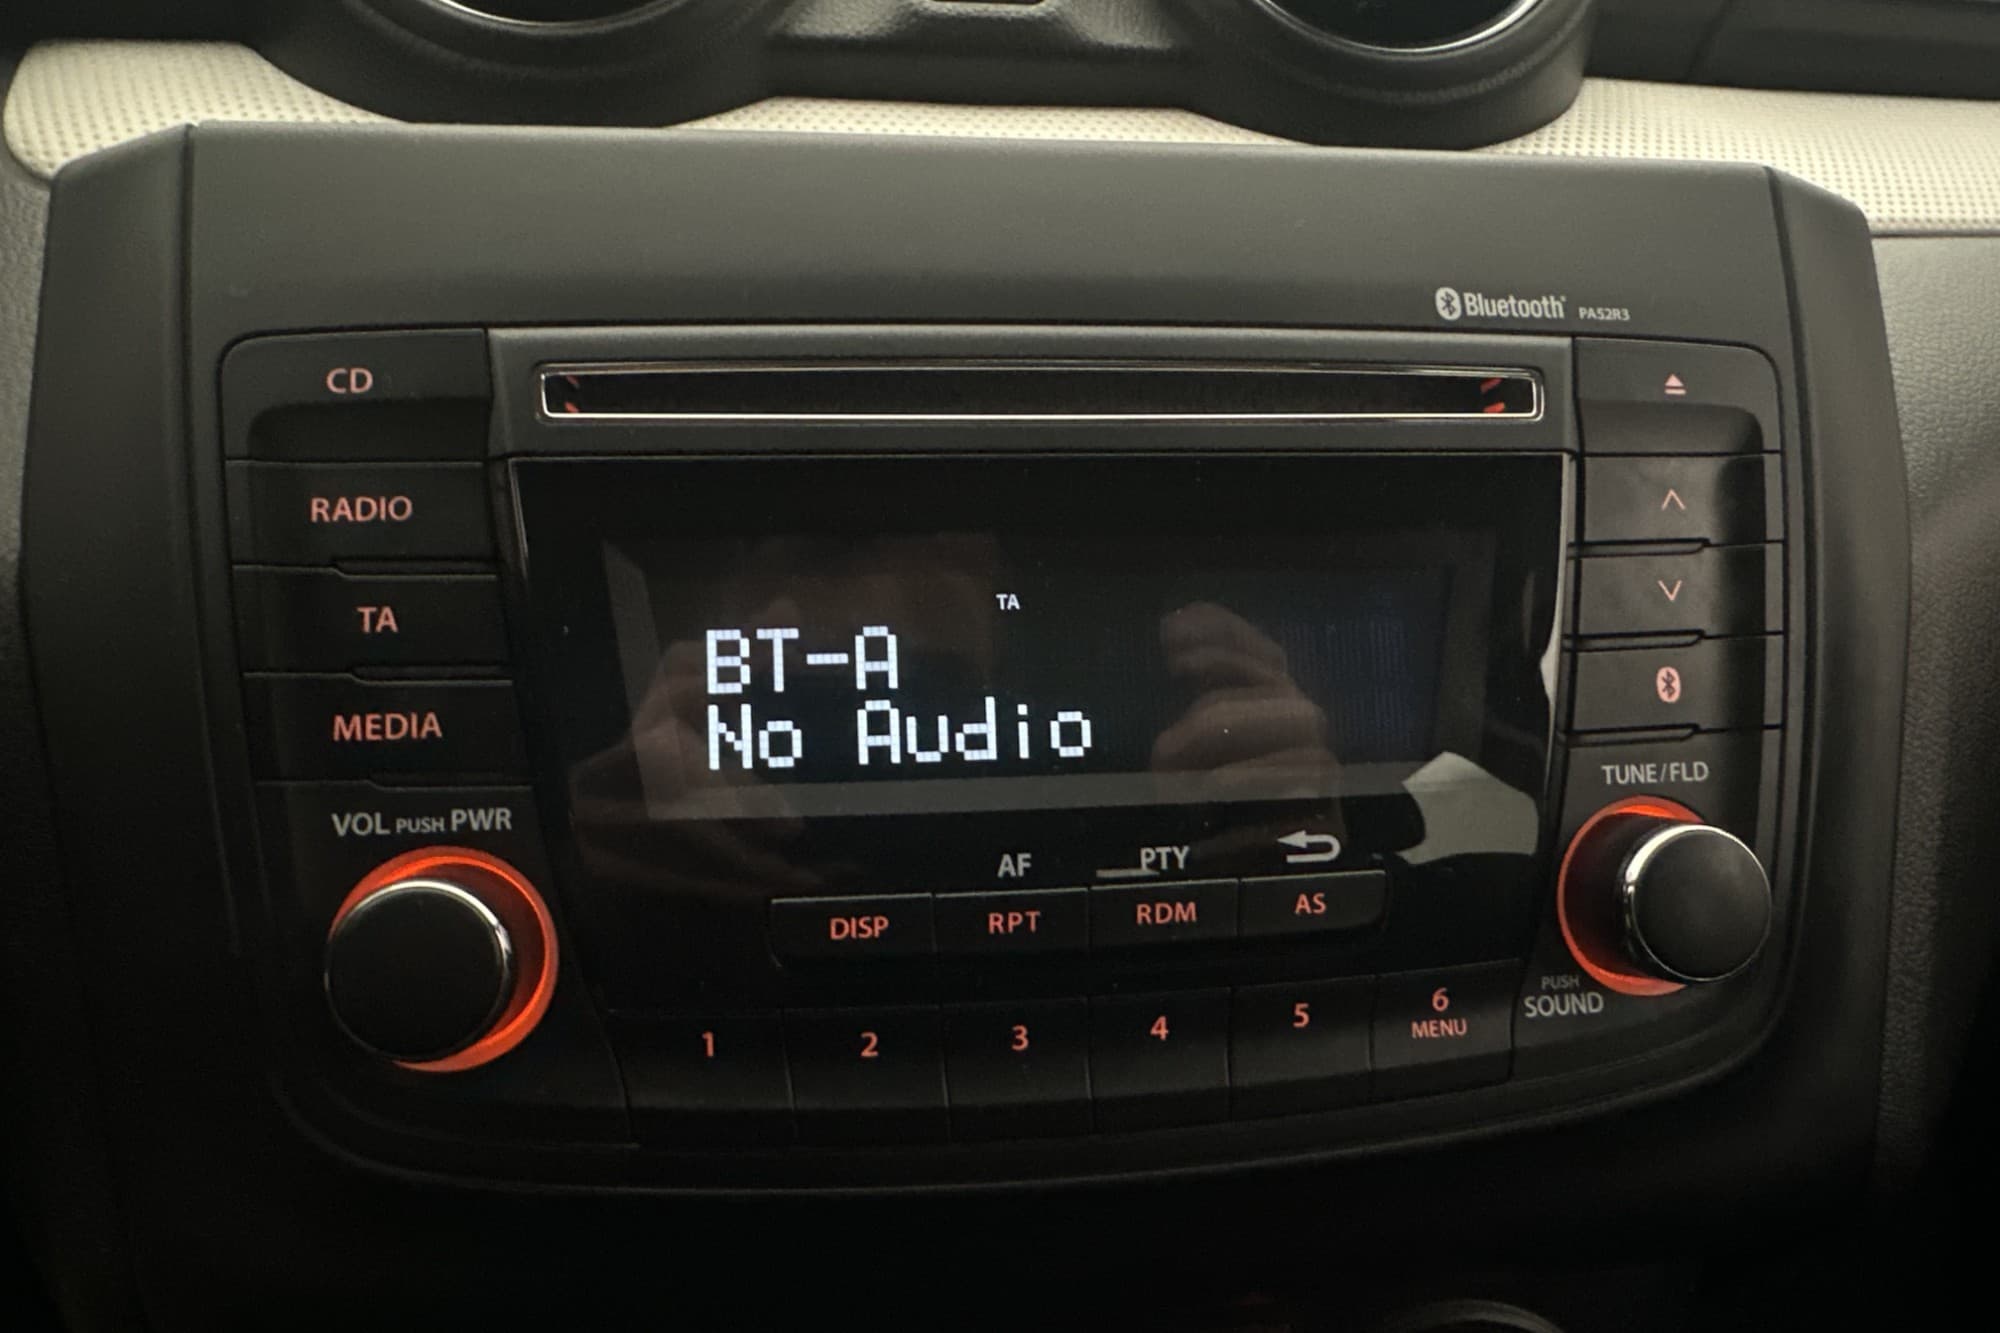 Bluetooth® PA52R3
CD
RADIO
TA
MEDIA
TA
BT-A
No Audio
VOL PUSH PWR
TUNE/FLD
AF PTY
DISP RPT RDM AS
PUSH
SOUND
1 2 3 4 5 6
MENU